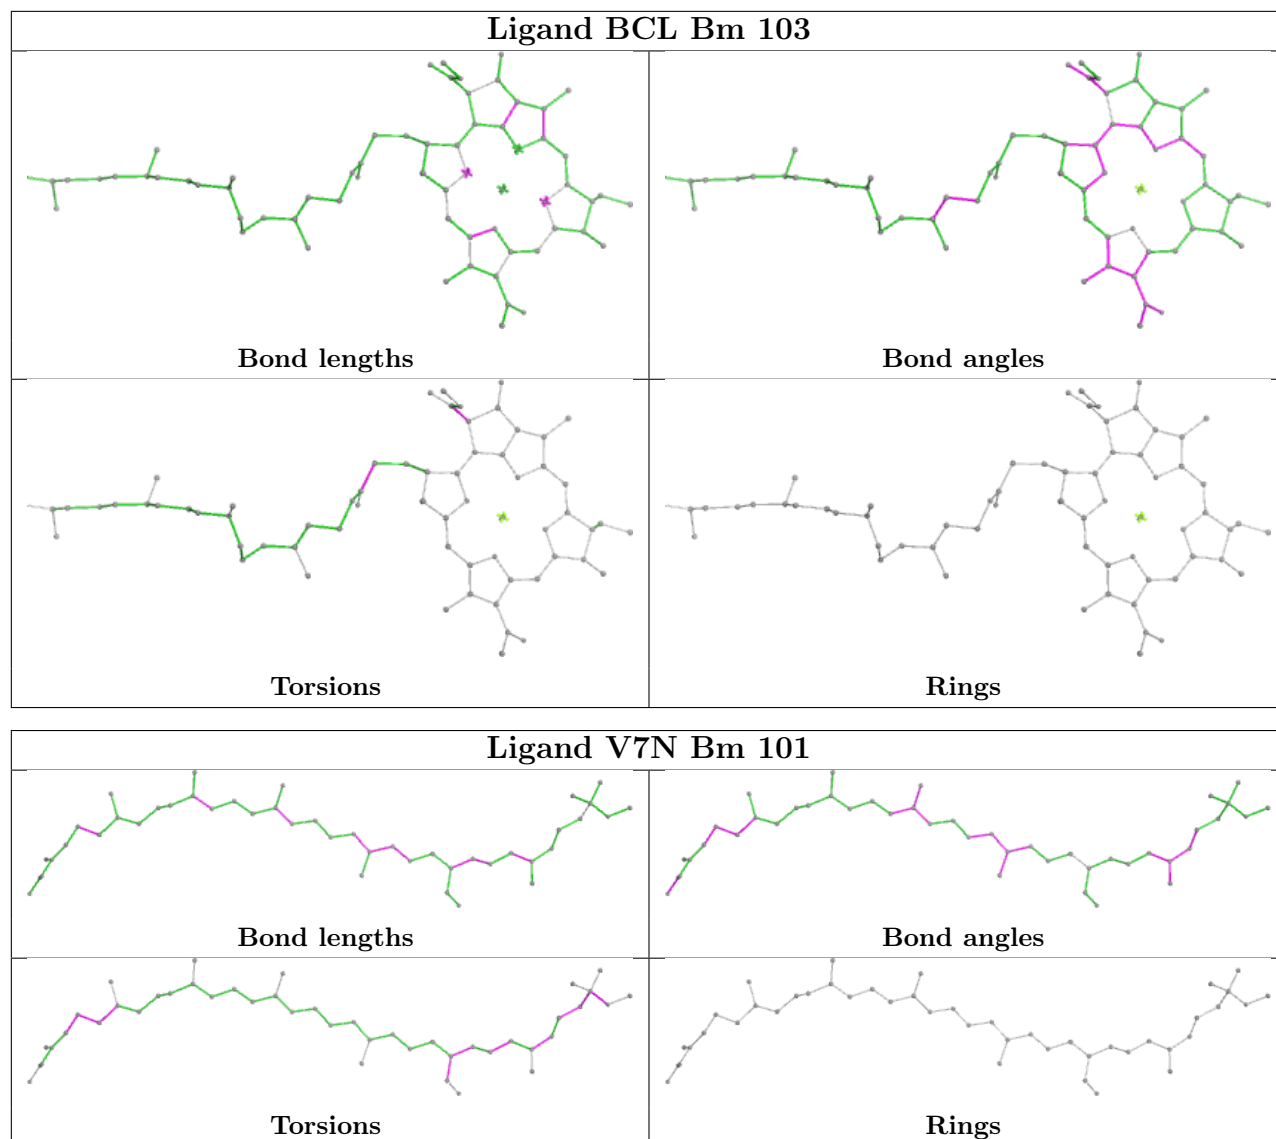 Ligand BCL Bm 103
Bond lengths
Bond angles
Torsions
Rings
Ligand V7N Bm 101
Bond lengths
Bond angles
Torsions
Rings